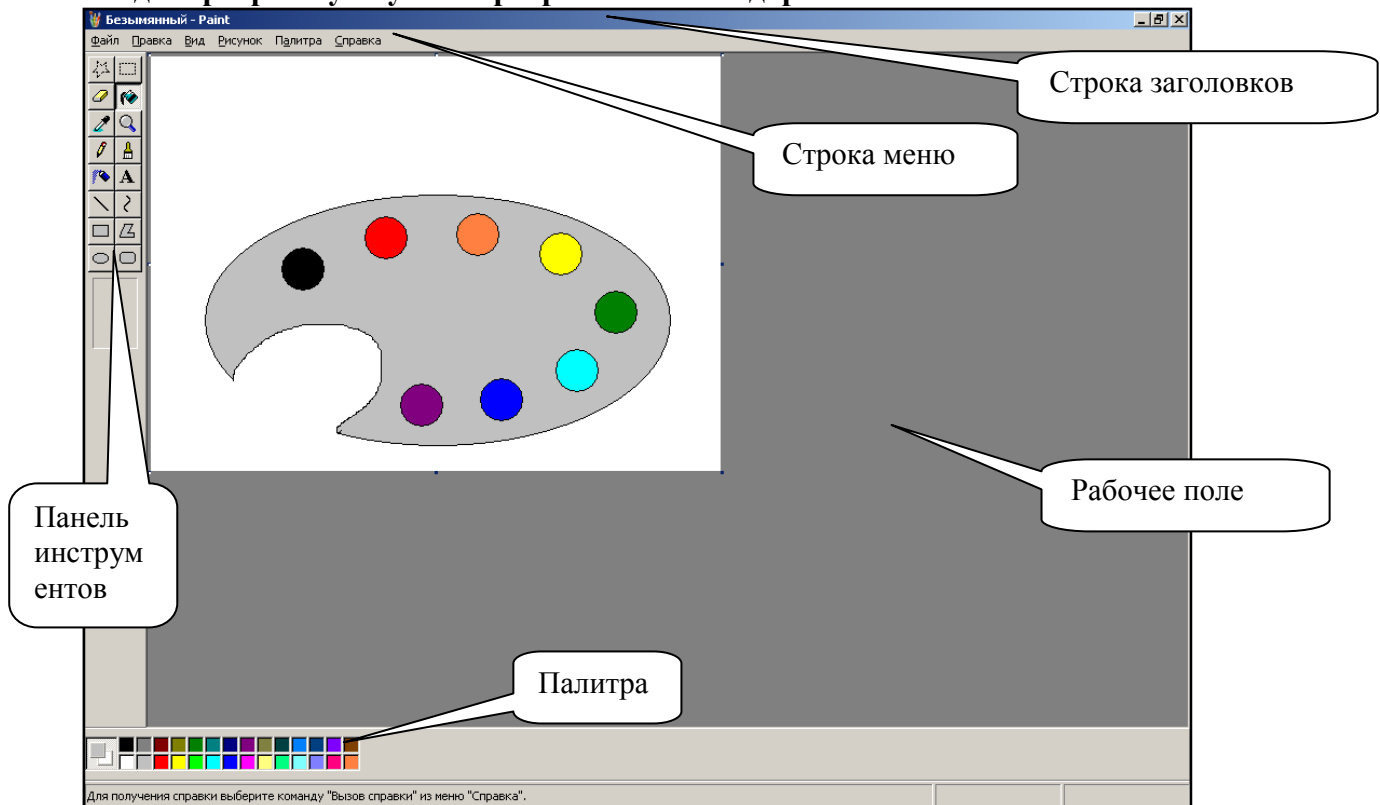 Безымянный - Paint
Файл Правка Вид Рисунок Палитра Справка
Строка заголовков
Строка меню
A
Рабочее поле
Панель
инструм
ентов
Палитра
Для получения справки выберите команду "Вызов справки" из меню "Справка".